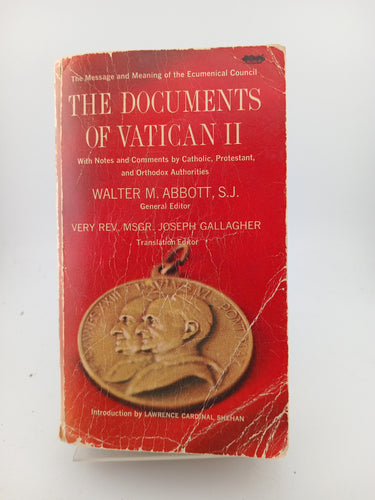 The Message and Meaning of the Ecumenical Council
THE DOCUMENTS
OF VATICAN II
With Notes and Comments by Catholic, Protestant,
and Orthodox Authorities
WALTER M. ABBOTT, S.J.
General Editor
VERY REV. MSGR. JOSEPH GALLAGHER
Translation Editor
Introduction by LAWRENCE CARDINAL SHEHAN